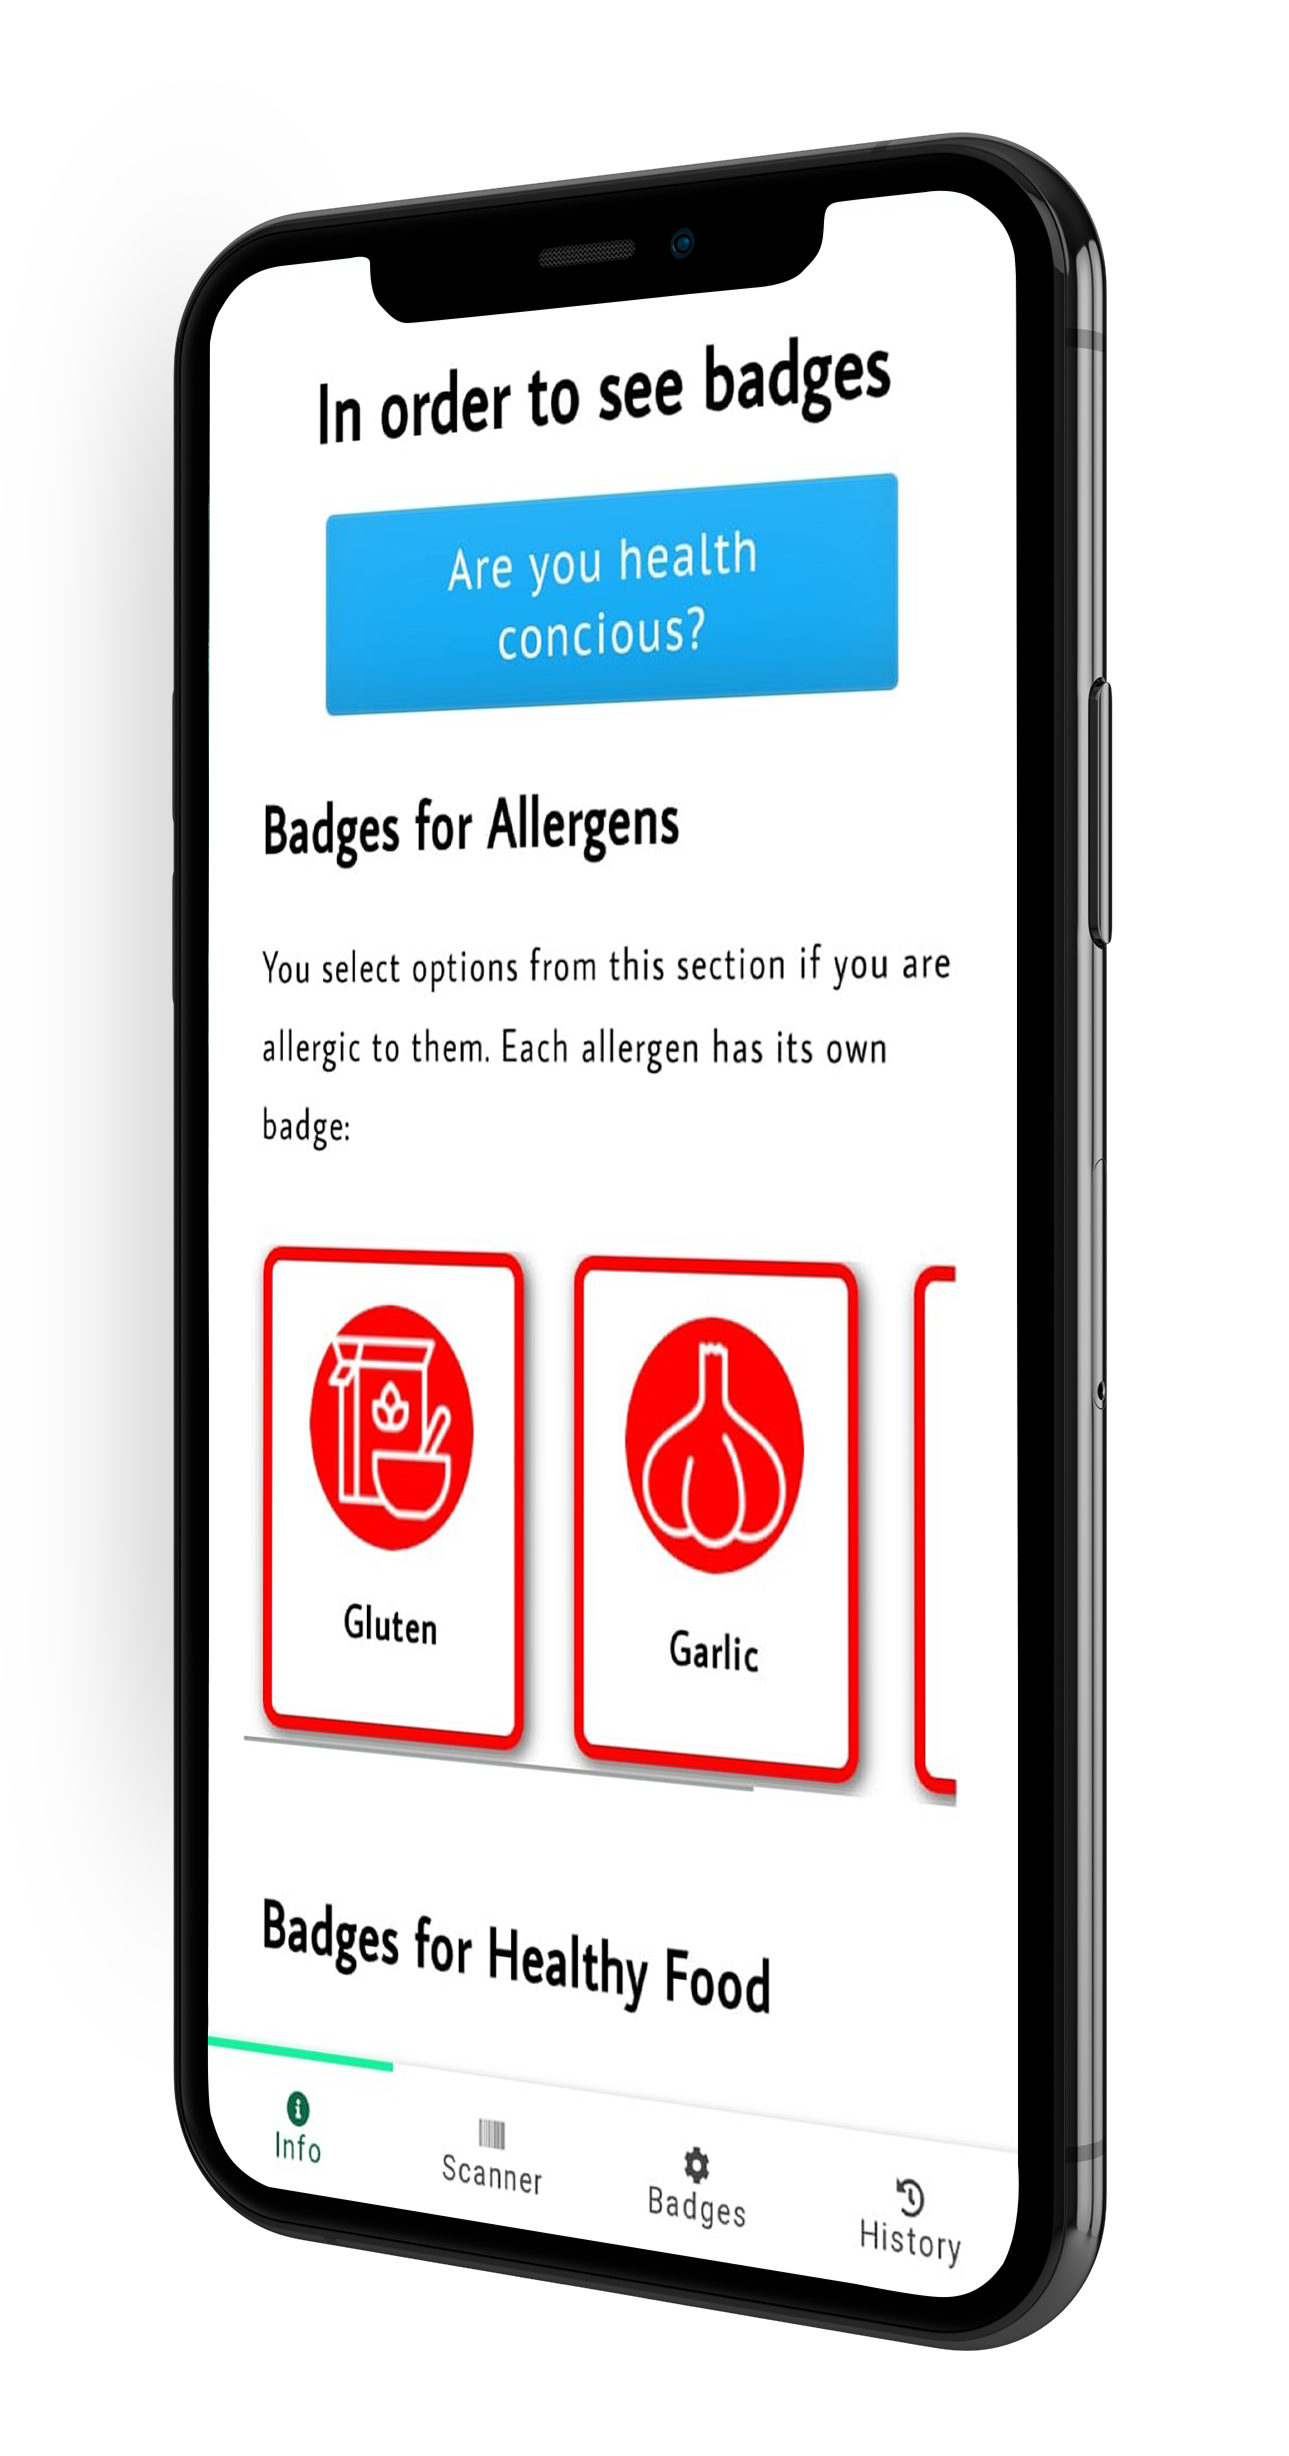 In order to see badges
Are you health
concious?
Badges for Allergens
You select options from this section if you are
allergic to them. Each allergen has its own
badge:
Gluten
Garlic
Badges for Healthy Food
Info
Scanner
Badges
History